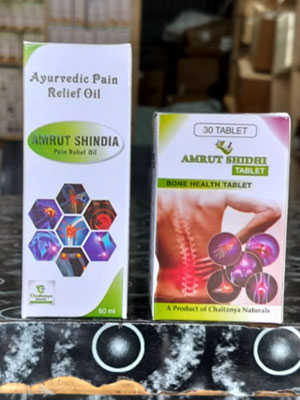 Ayurvedic Pain
Relief Oil
AMRUT SHINDIA
Pain Relief Oil
Chaitanya
60 ml
30 TABLET
AMRUT SHIDHI
TABLET
BONE HEALTH TABLET
A Product of Chaitanya Naturals